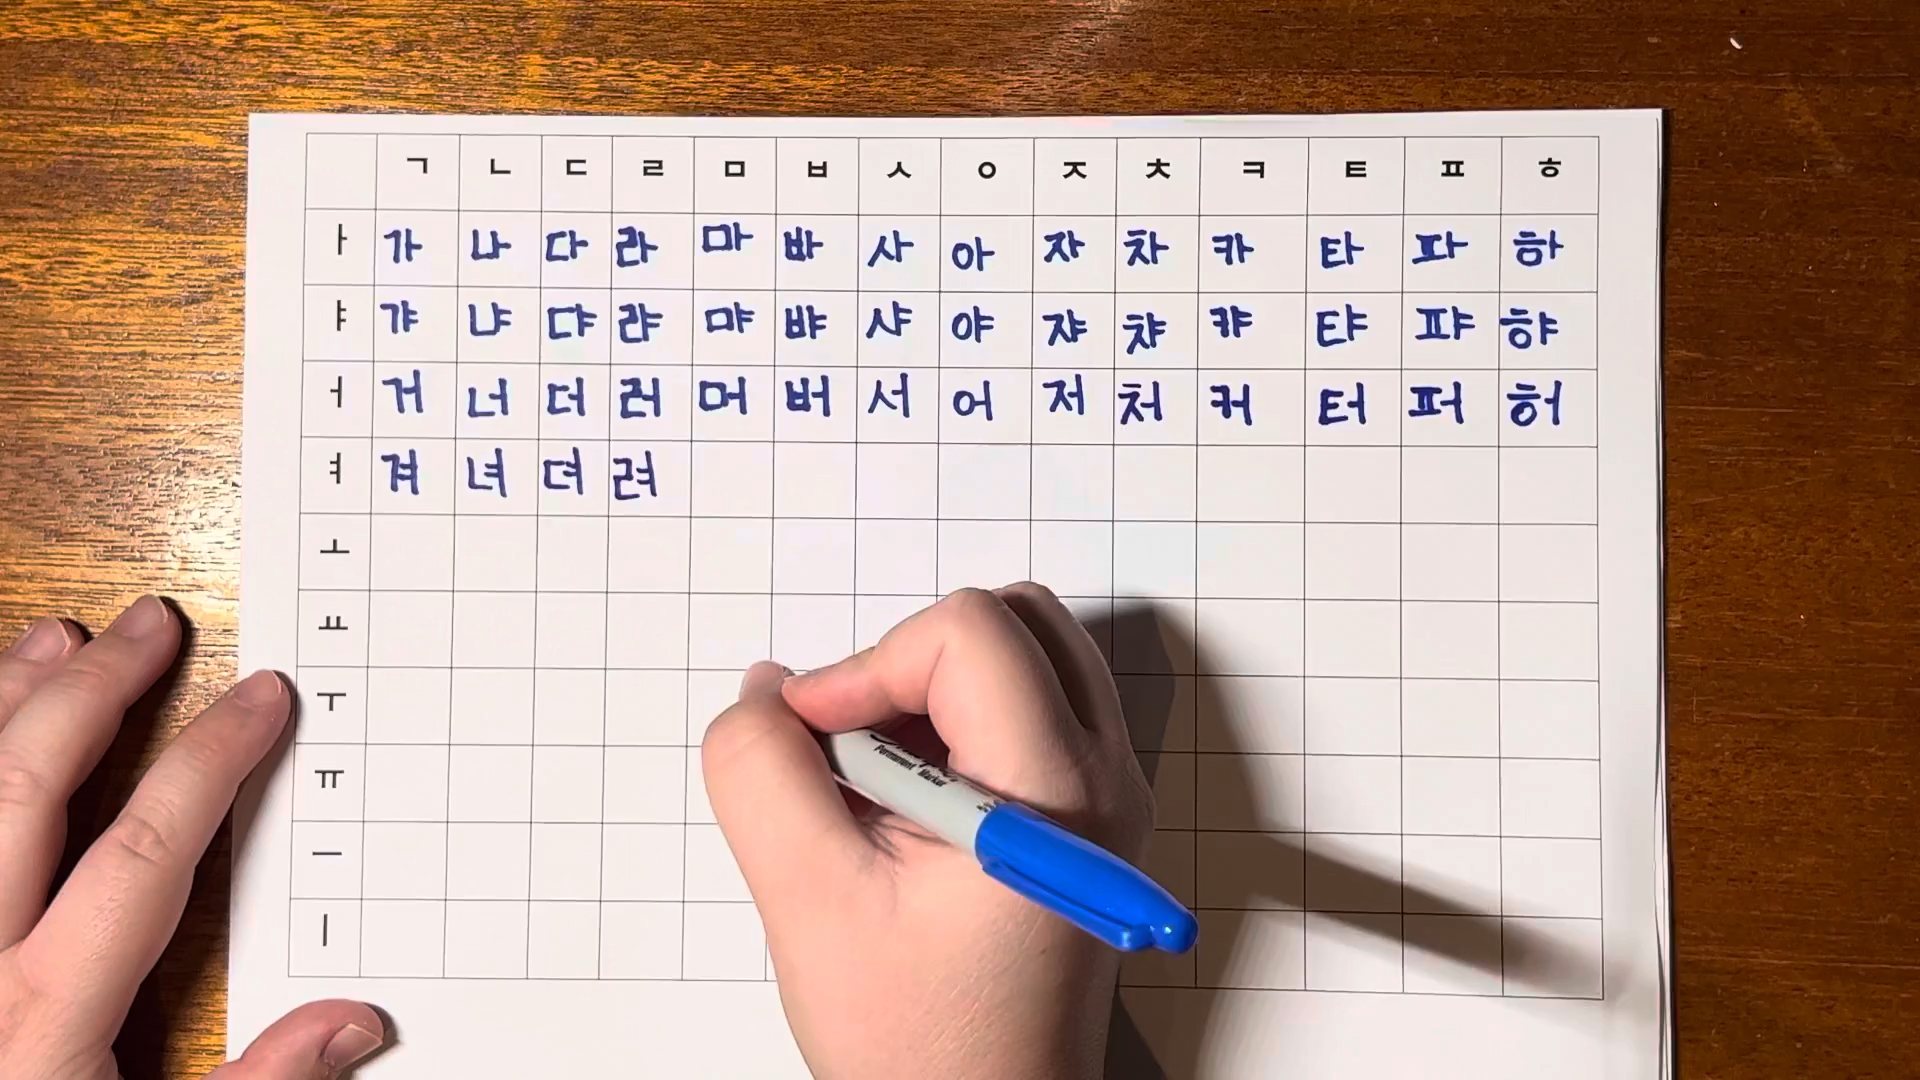 ㄱ ㄴ ㄷ ㄹ ㅁ ㅂ ㅅ ㅇ ㅈ ㅊ ㅋ ㅌ ㅍ ㅎ
ㅏ 가 나 다 라 마 바 사 아 자 차 카 타 파 하
ㅑ 갸 냐 댜 랴 먀 뱌 샤 야 쟈 챠 캬 탸 퍄 햐
ㅓ 거 너 더 러 머 버 서 어 저 처 커 터 퍼 허
ㅕ 겨 녀 뎌 려
ㅗ
ㅛ
ㅜ
ㅠ
ㅡ
ㅣ
Permanent Marker